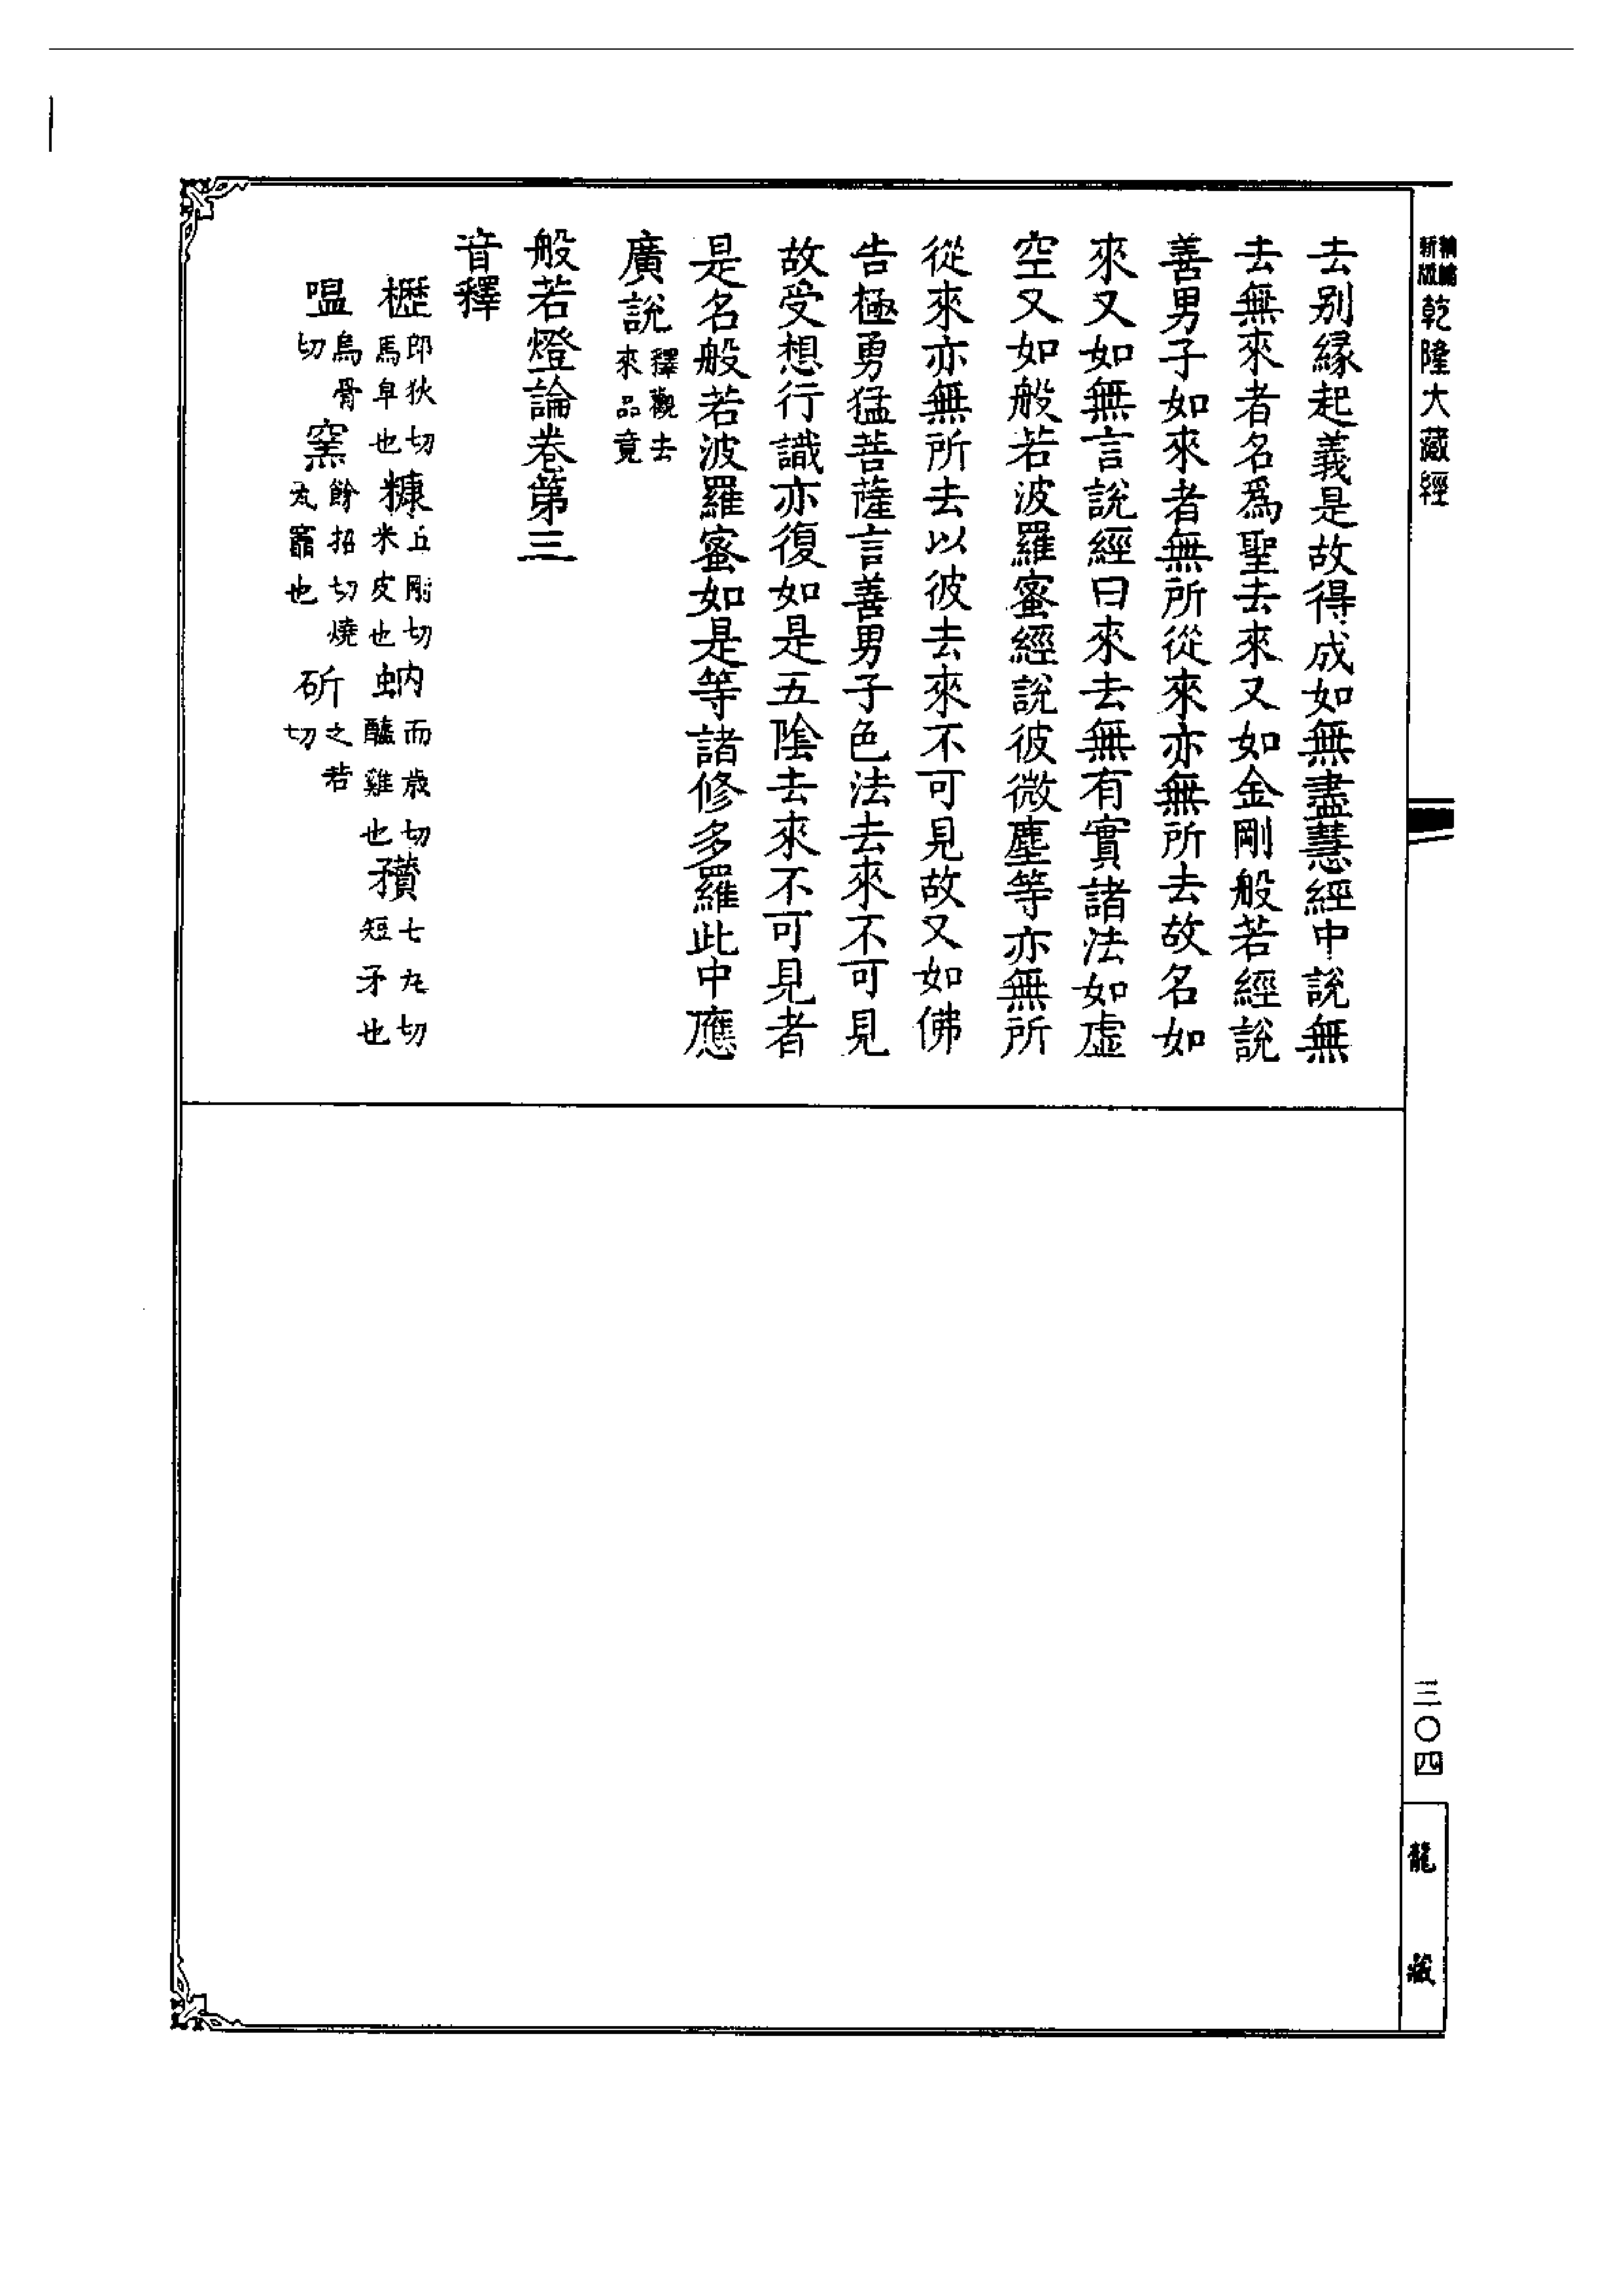 新編縮版乾隆大藏經
去別緣起義是故得成如無盡慧經中說無
去無來者名爲聖去來又如金剛般若經說
善男子如來者無所從來亦無所去故名如
來又如無言說經曰來去無有實諸法如虛
空又如般若波羅蜜經說彼微塵等亦無所
從來亦無所去以彼去來不可見故又如佛
告極勇猛菩薩言善男子色法去來不可見
故受想行識亦復如是五陰去來不可見者
是名般若波羅蜜如是等諸修多羅此中應
廣說釋觀去來品竟
般若燈論卷第三
音釋
櫪郎狄切馬皁也 糠丘剛切米皮也 蚋而歲切醯雞也 𥎞七丸切短矛也
嗢烏骨切 窯餘招切燒瓦竈也 斫之若切
三〇四
龍藏